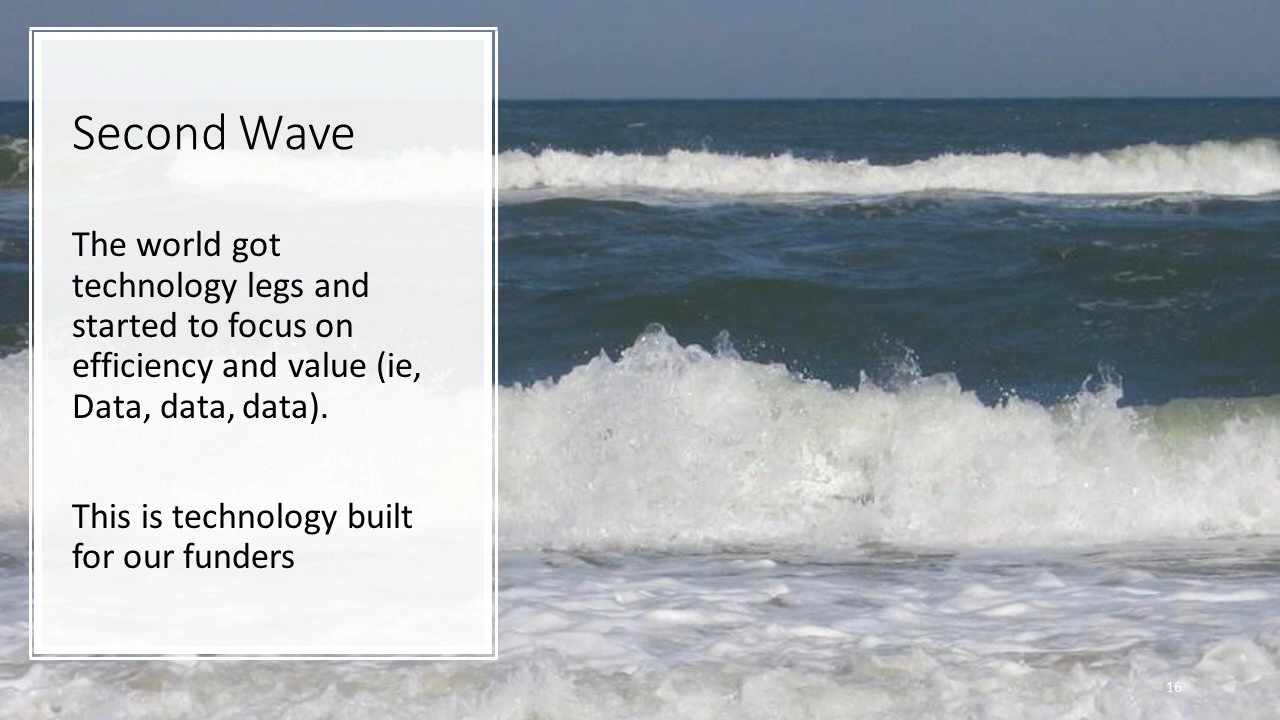 Second Wave
The world got
technology legs and
started to focus on
efficiency and value (ie,
Data, data, data).
This is technology built
for our funders
16